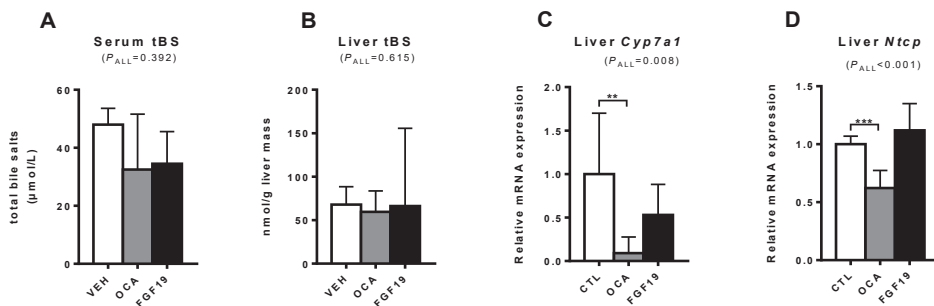 A
Serum tBS
(PALL=0.392)
total bile salts
(µmol/L)
60
40
20
0
VEH
OCA
FGF19
B
Liver tBS
(PALL=0.615)
nmol/g liver mass
200
150
100
50
0
VEH
OCA
FGF19
C
Liver Cyp7a1
(PALL=0.008)
Relative mRNA expression
2.0
1.5
1.0
0.5
0.0
**
CTL
OCA
FGF19
D
Liver Ntcp
(PALL<0.001)
Relative mRNA expression
1.5
1.0
0.5
0.0
***
CTL
OCA
FGF19